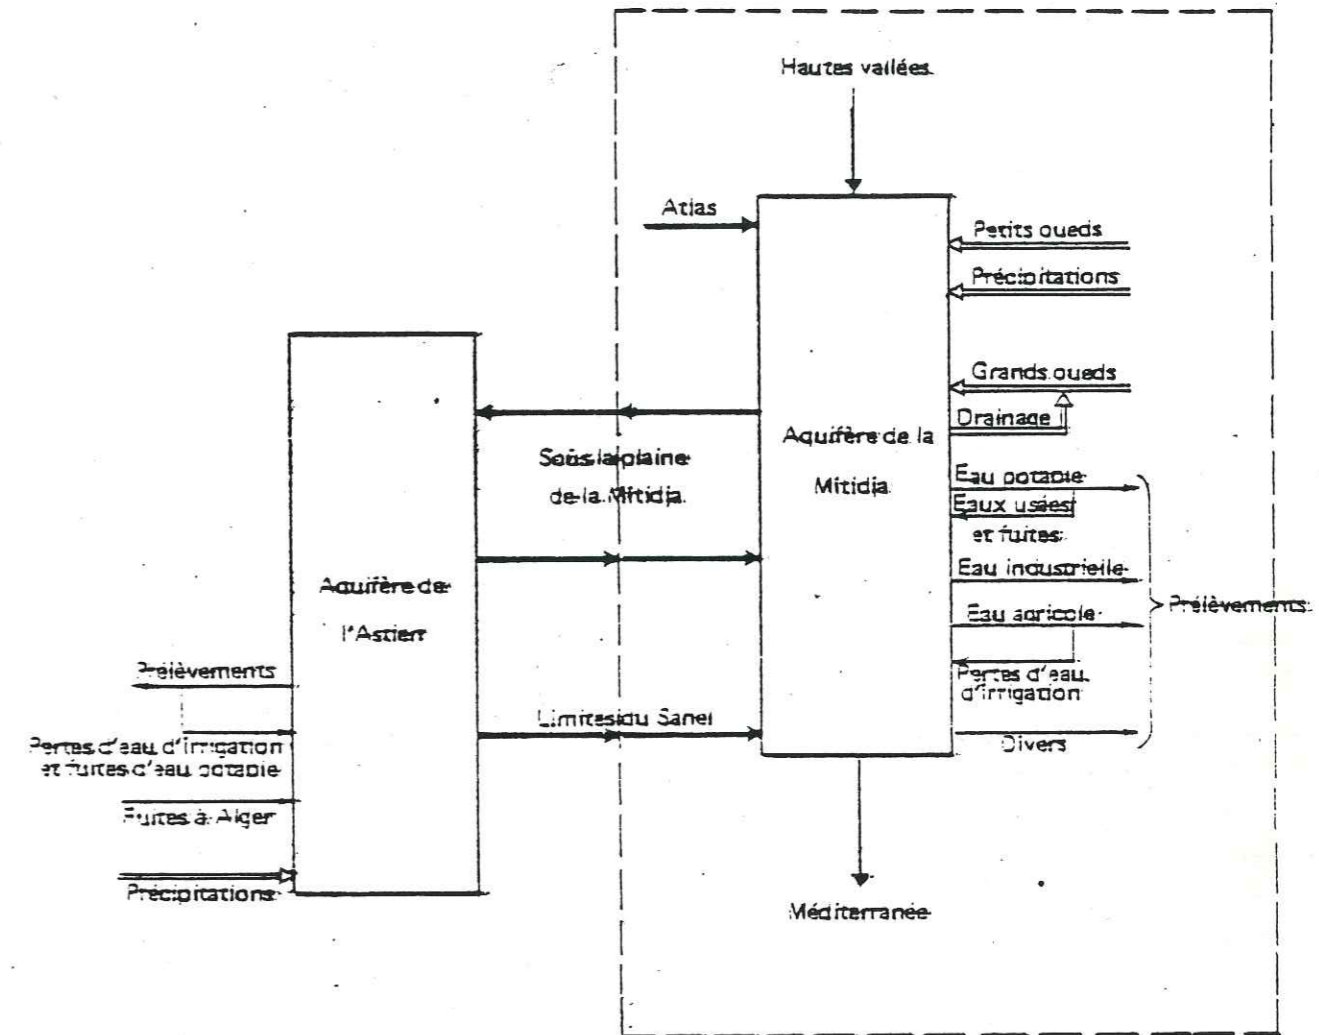 Hautes vallées
Atlas
Petits oueds
Précipitations
Grands oueds
Drainage
Aquifère de la
Mitidja
Eau potable
Eaux usées
et fuites
Eau industrielle
Eau agricole
Pertes d'eau
d'irrigation
Divers
Prélèvements
Sous la plaine
de la Mitidja
Aquifère de
l'Astien
Limites du Sahel
Prélèvements
Pertes d'eau d'irrigation
et fuites d'eau potable
Fuites à Alger
Précipitations
Méditerranée